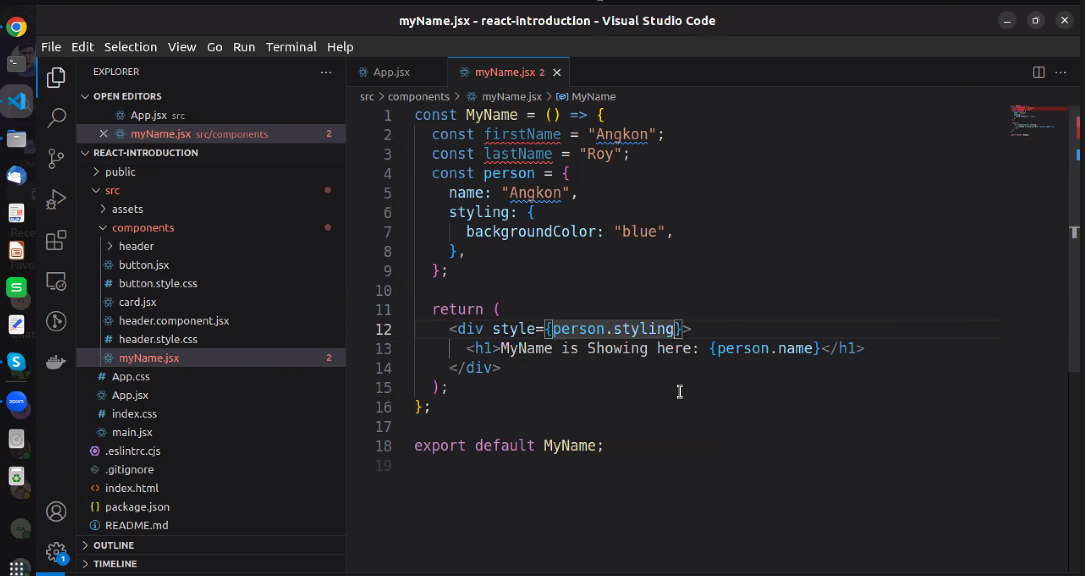 myName.jsx - react-introduction - Visual Studio Code
File Edit Selection View Go Run Terminal Help
EXPLORER
OPEN EDITORS
App.jsx src
myName.jsx src/components 2
REACT-INTRODUCTION
public
src
assets
components
header
button.jsx
button.style.css
card.jsx
header.component.jsx
header.style.css
myName.jsx 2
App.css
App.jsx
index.css
main.jsx
.eslintrc.cjs
.gitignore
index.html
package.json
README.md
OUTLINE
TIMELINE
1
App.jsx
myName.jsx 2
src > components > myName.jsx > MyName
1 const MyName = () => {
2 const firstName = "Angkon";
3 const lastName = "Roy";
4 const person = {
5 name: "Angkon",
6 styling: {
7 backgroundColor: "blue",
8 },
9 };
10
11 return (
12 <div style={person.styling}>
13 <h1>MyName is Showing here: {person.name}</h1>
14 </div>
15 );
16 };
17
18 export default MyName;
19